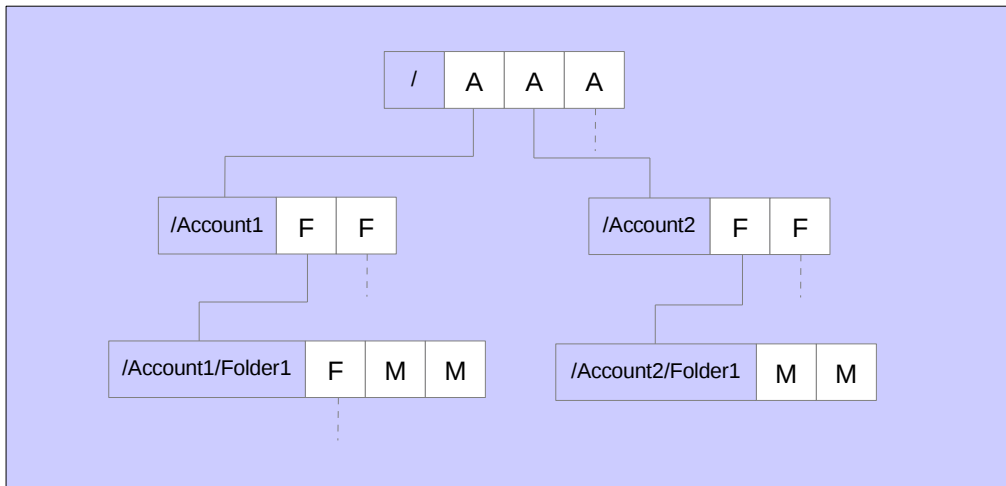 / A A A
/Account1 F F
/Account2 F F
/Account1/Folder1 F M M
/Account2/Folder1 M M